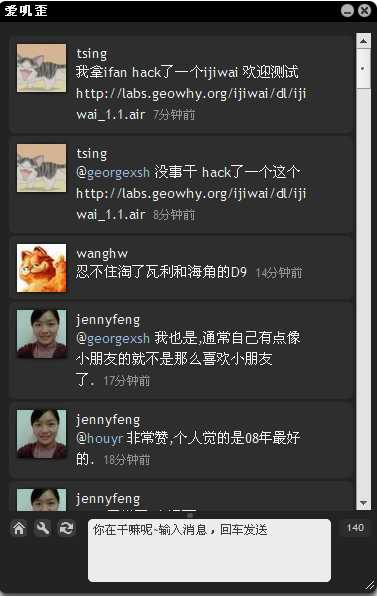 爱叽歪
tsing
我拿ifan hack了一个ijiwai 欢迎测试
http://labs.geowhy.org/ijiwai/dl/iji
wai_1.1.air 7分钟前
tsing
@georgexsh 没事干 hack了一个这个
http://labs.geowhy.org/ijiwai/dl/iji
wai_1.1.air 8分钟前
wanghw
忍不住淘了瓦利和海角的D9 14分钟前
jennyfeng
@georgexsh 我也是,通常自己有点像
小朋友的就不是那么喜欢小朋友
了. 17分钟前
jennyfeng
@houyr 非常赞,个人觉的是08年最好
的. 18分钟前
jennyfeng
你在干嘛呢~输入消息，回车发送
140